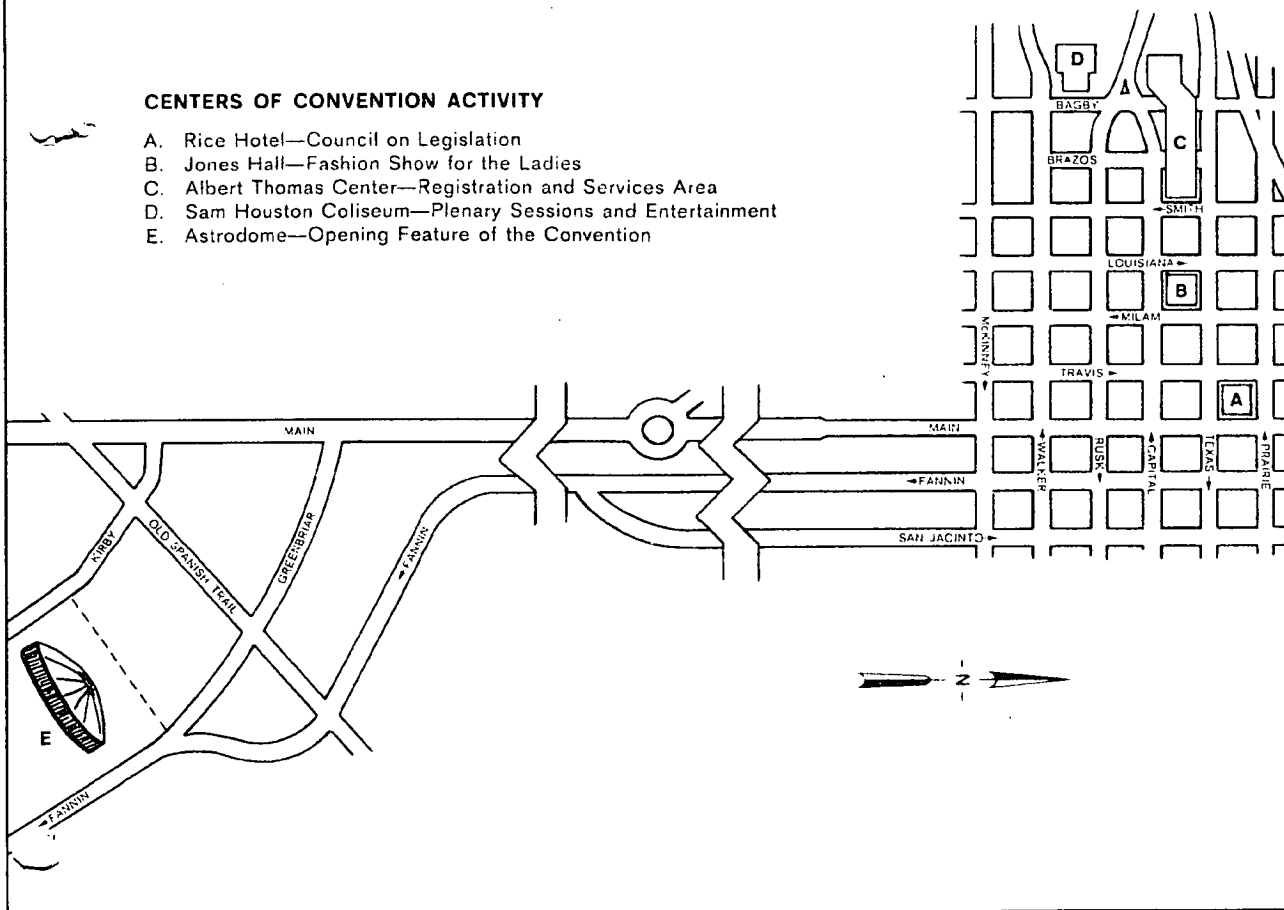 CENTERS OF CONVENTION ACTIVITY
A. Rice Hotel—Council on Legislation
B. Jones Hall—Fashion Show for the Ladies
C. Albert Thomas Center—Registration and Services Area
D. Sam Houston Coliseum—Plenary Sessions and Entertainment
E. Astrodome—Opening Feature of the Convention
D
BAGBY
C
BRAZOS
SMITH
LOUISIANA
B
MILAM
McKINNEY
TRAVIS
A
MAIN
MAIN
WALKER
RUSK
CAPITAL
TEXAS
PRAIRIE
FANNIN
SAN JACINTO
KIRBY
OLD SPANISH TRAIL
GREENBRIAR
FANNIN
N
E
FANNIN